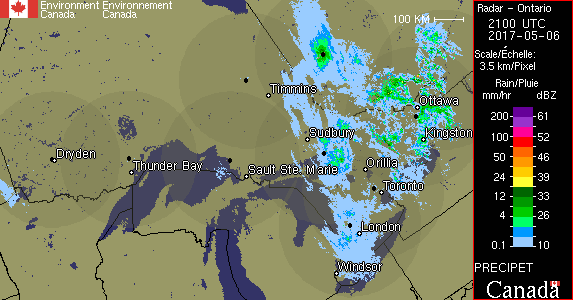 Environment Environnement
Canada Canada
100 KM
Timmins
Ottawa
Sudbury
Kingston
Dryden
Thunder Bay
Sault Ste. Marie
Orillia
Toronto
London
Windsor
Radar - Ontario
2100 UTC
2017-05-06
Scale/Échelle:
3.5 km/Pixel
Rain/Pluie
mm/hr dBZ
200 61
100 52
50 46
24 39
12 33
4 26
0.1 10
PRECIPET
Canada